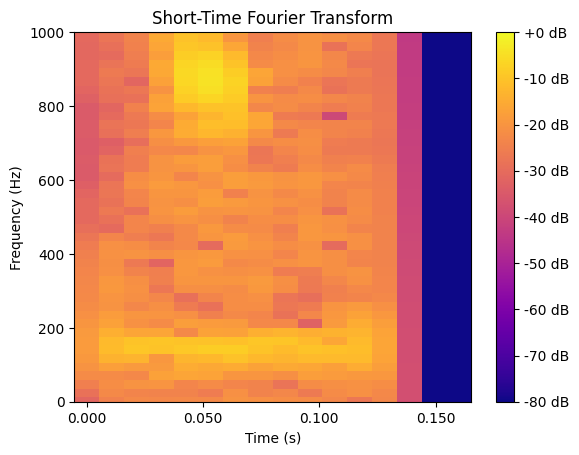 Short-Time Fourier Transform
1000
800
600
400
200
0
Frequency (Hz)
0.000
0.050
0.100
0.150
Time (s)
+0 dB
-10 dB
-20 dB
-30 dB
-40 dB
-50 dB
-60 dB
-70 dB
-80 dB